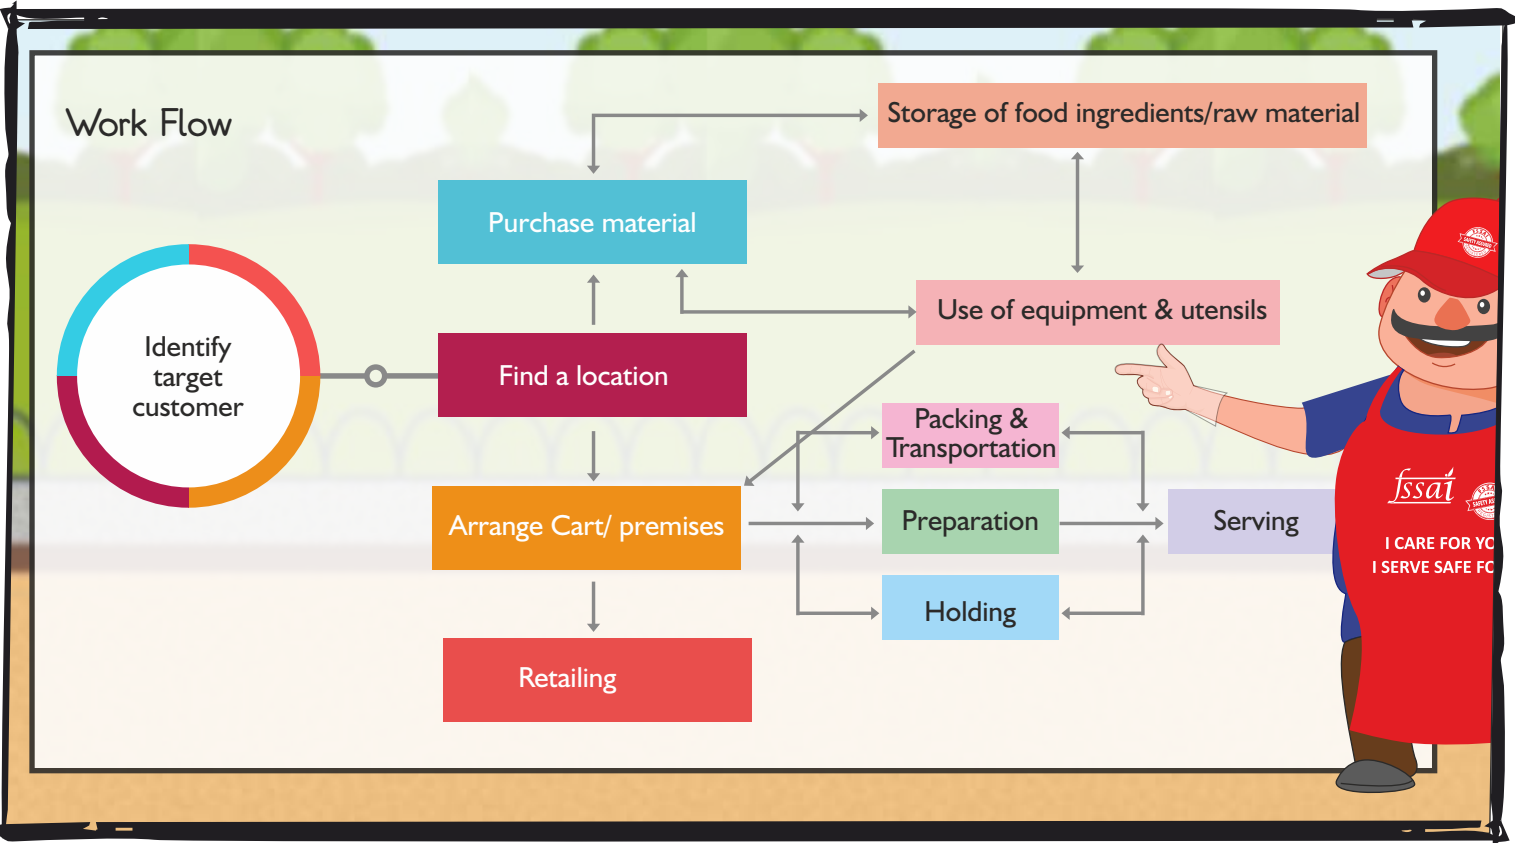 Work Flow
Storage of food ingredients/raw material
Purchase material
Use of equipment & utensils
Identify
target
customer
Find a location
Packing &
Transportation
Arrange Cart/ premises
Preparation
Serving
Holding
Retailing
fssai
I CARE FOR YO
I SERVE SAFE FO